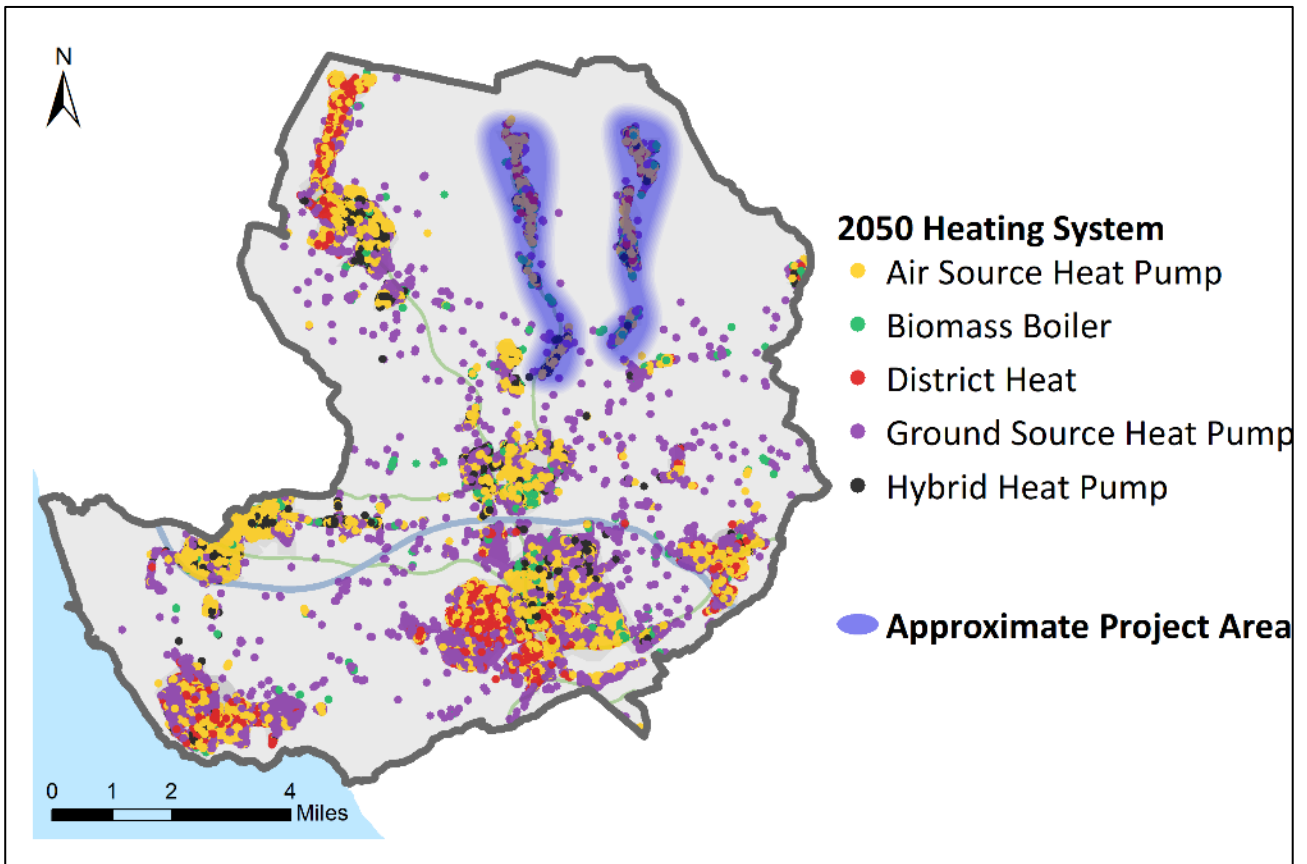 N
2050 Heating System
Air Source Heat Pump
Biomass Boiler
District Heat
Ground Source Heat Pump
Hybrid Heat Pump
Approximate Project Area
0 1 2 4
Miles